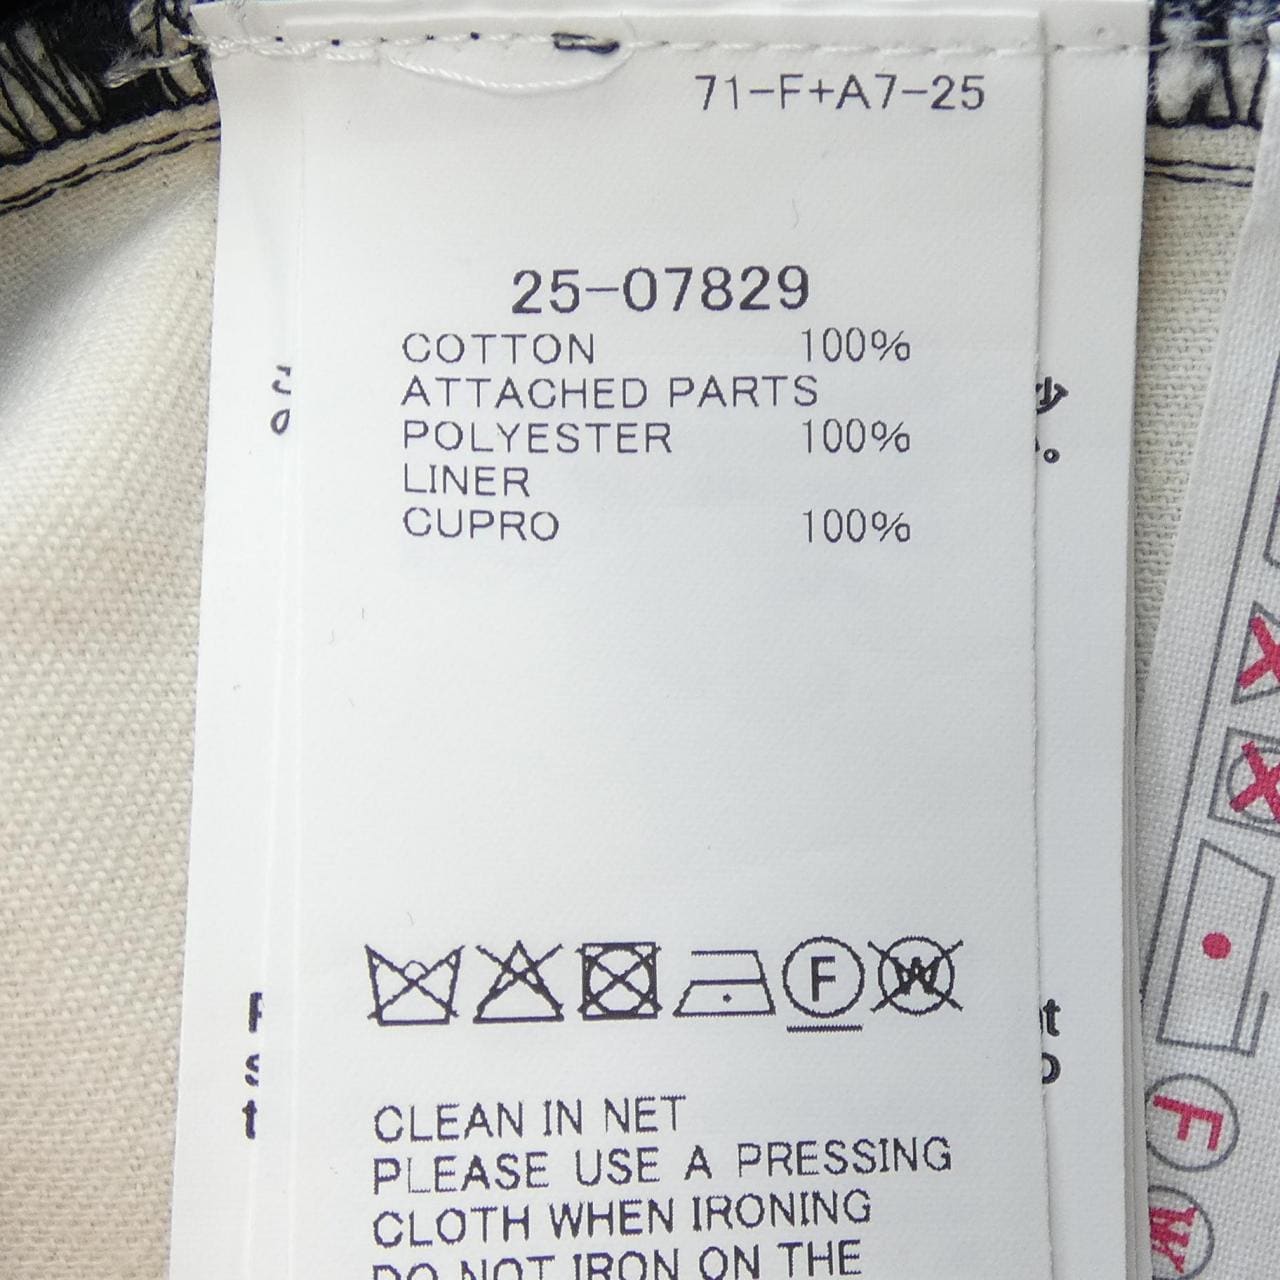 71-F+A7-25
25-07829
COTTON 100%
ATTACHED PARTS
POLYESTER 100%
LINER
CUPRO 100%
F W
CLEAN IN NET
PLEASE USE A PRESSING
CLOTH WHEN IRONING
DO NOT IRON ON THE
F
W